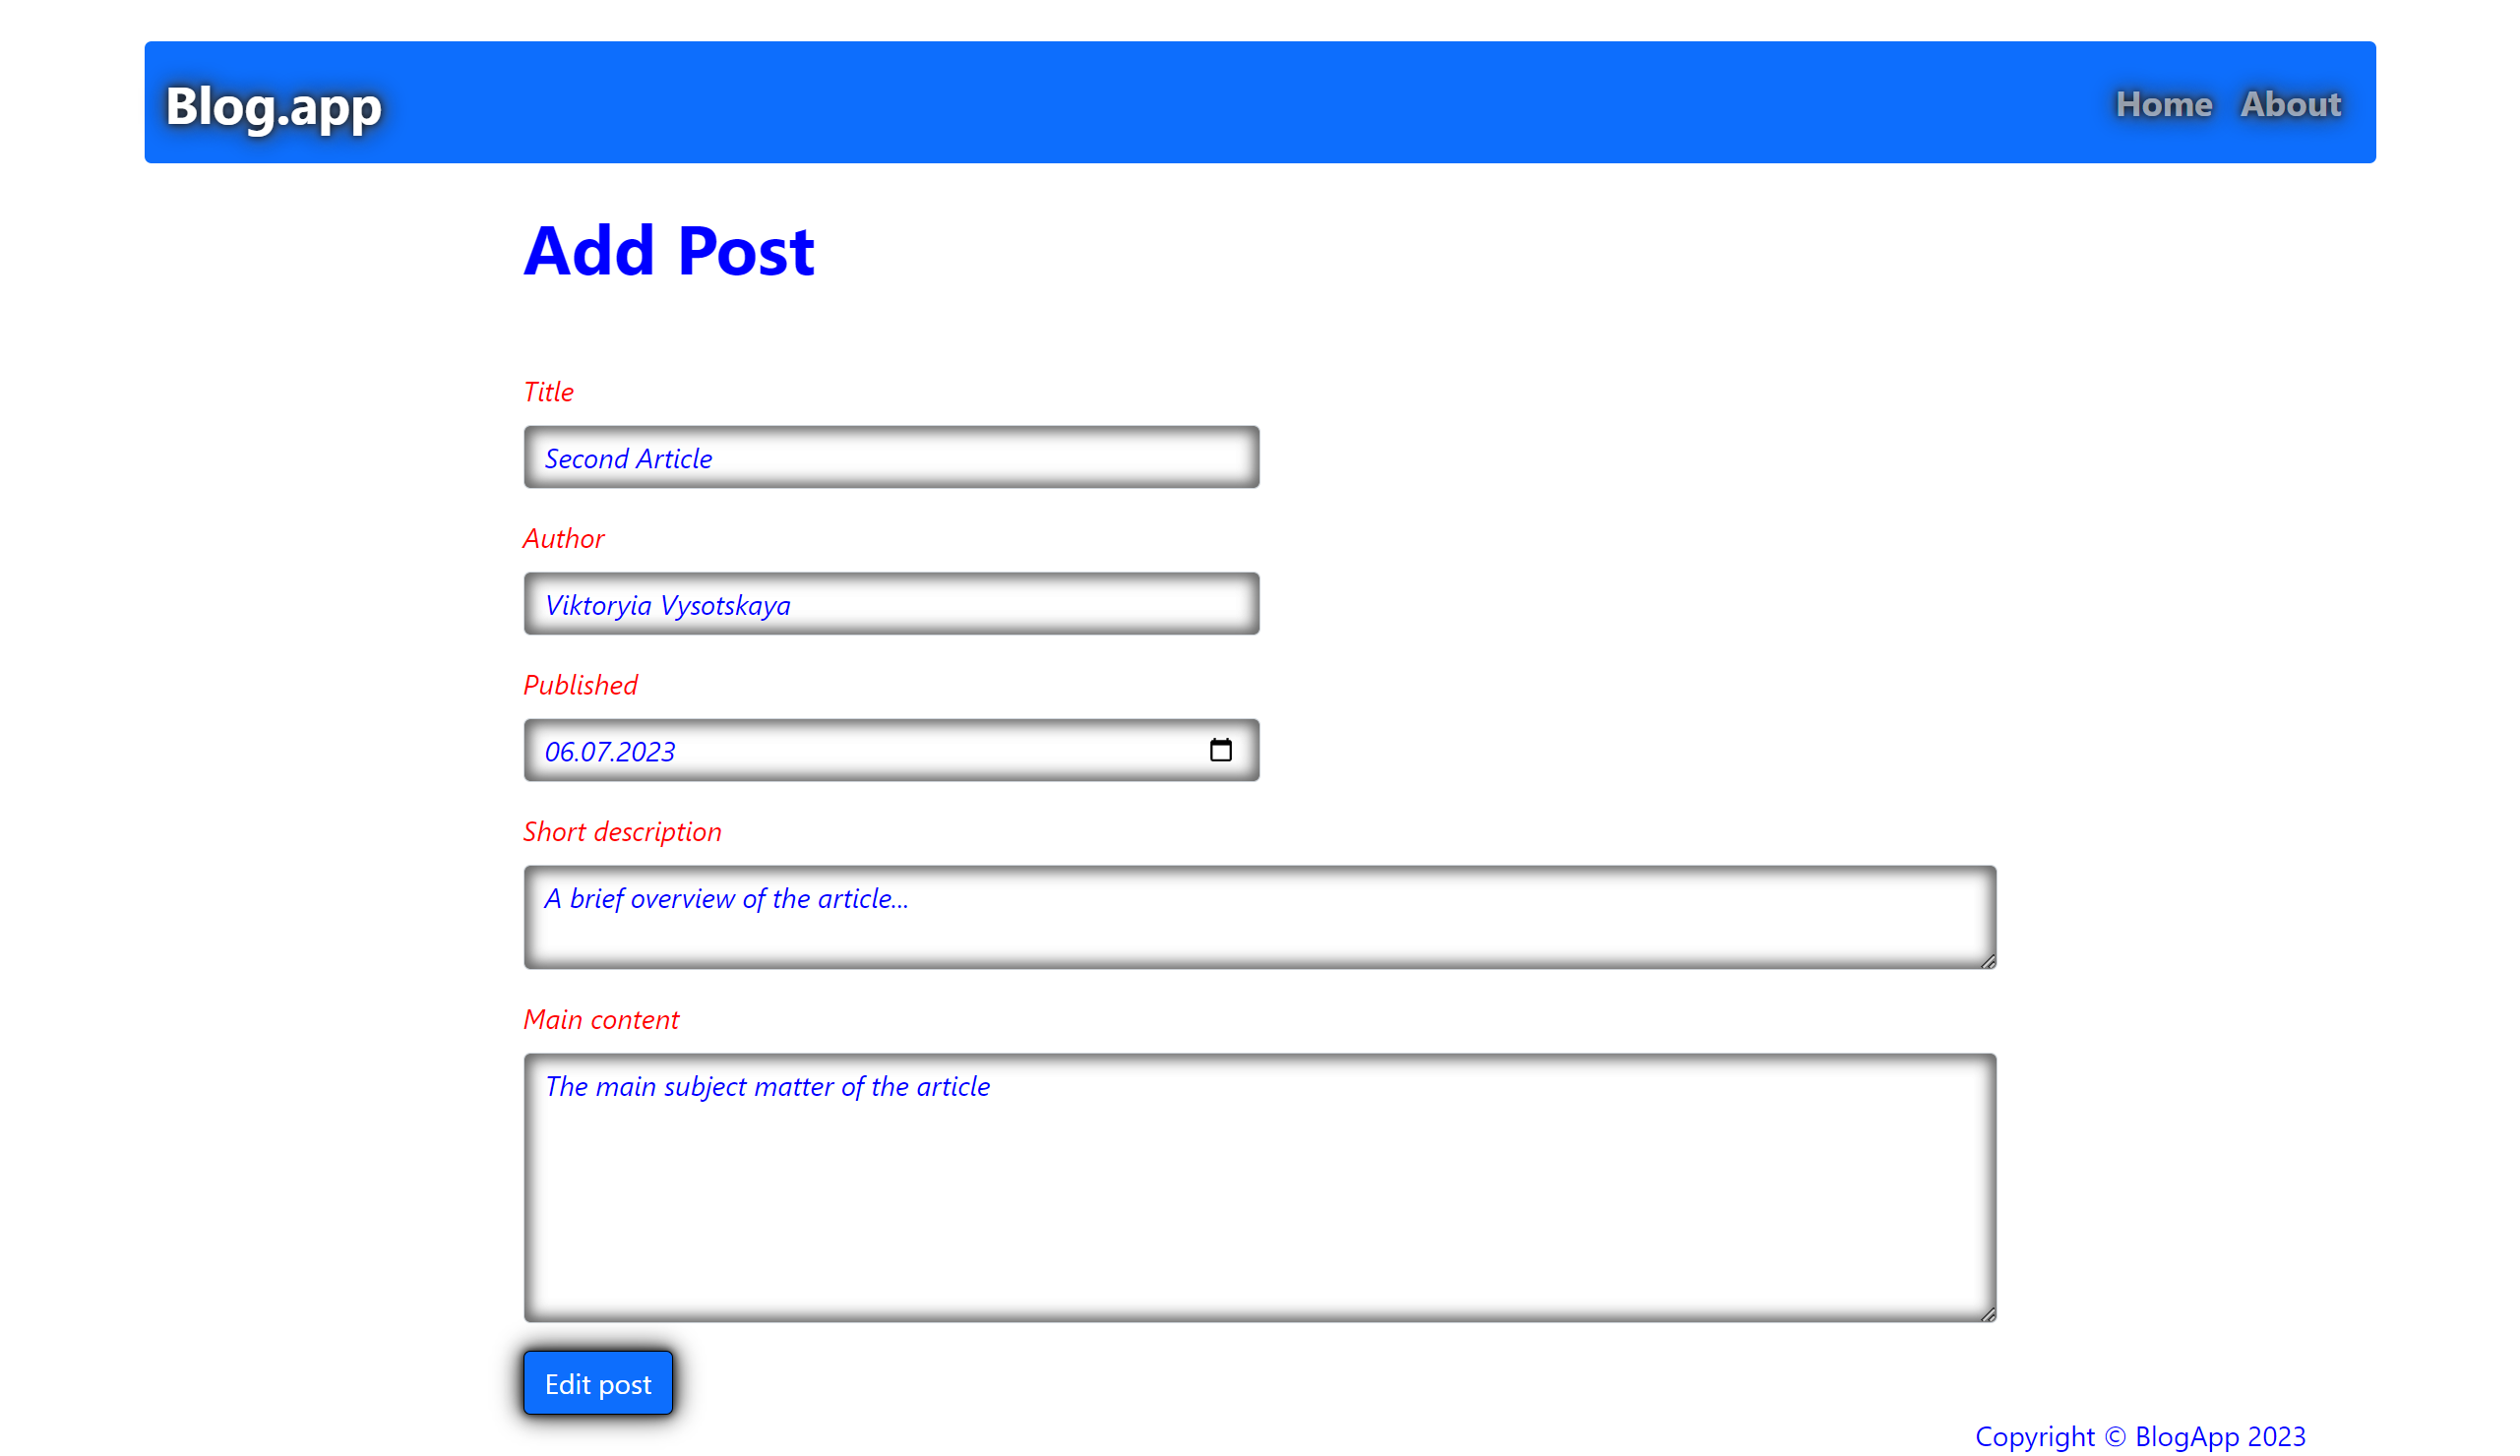 Blog.app
Home About
Add Post
Title
Second Article
Author
Viktoryia Vysotskaya
Published
06.07.2023
Short description
A brief overview of the article...
Main content
The main subject matter of the article
Edit post
Copyright © BlogApp 2023